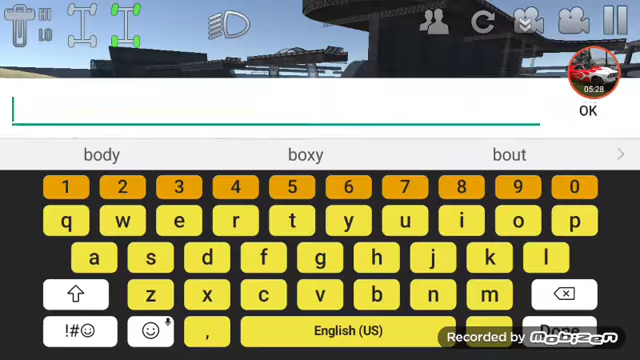 HI
LO
05:28
OK
body boxy bout
1 2 3 4 5 6 7 8 9 0
q w e r t y u i o p
a s d f g h j k l
z x c v b n m
!#☺ , English (US) . Done
Recorded by mobizen